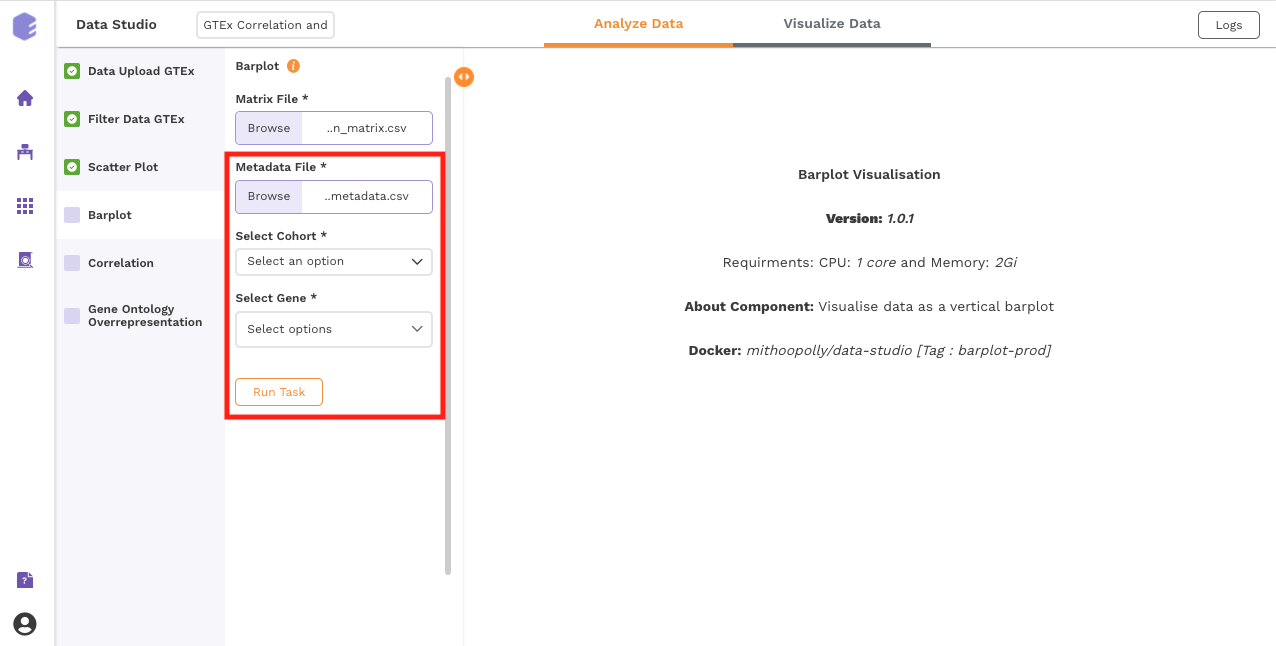 Data Studio
GTEx Correlation and
Analyze Data
Visualize Data
Logs
Data Upload GTEx
Filter Data GTEx
Scatter Plot
Barplot
Correlation
Gene Ontology
Overrepresentation
Barplot i
Matrix File *
Browse ..n_matrix.csv
Metadata File *
Browse ..metadata.csv
Select Cohort *
Select an option
Select Gene *
Select options
Run Task
Barplot Visualisation
Version: 1.0.1
Requirments: CPU: 1 core and Memory: 2Gi
About Component: Visualise data as a vertical barplot
Docker: mithoopolly/data-studio [Tag : barplot-prod]
?